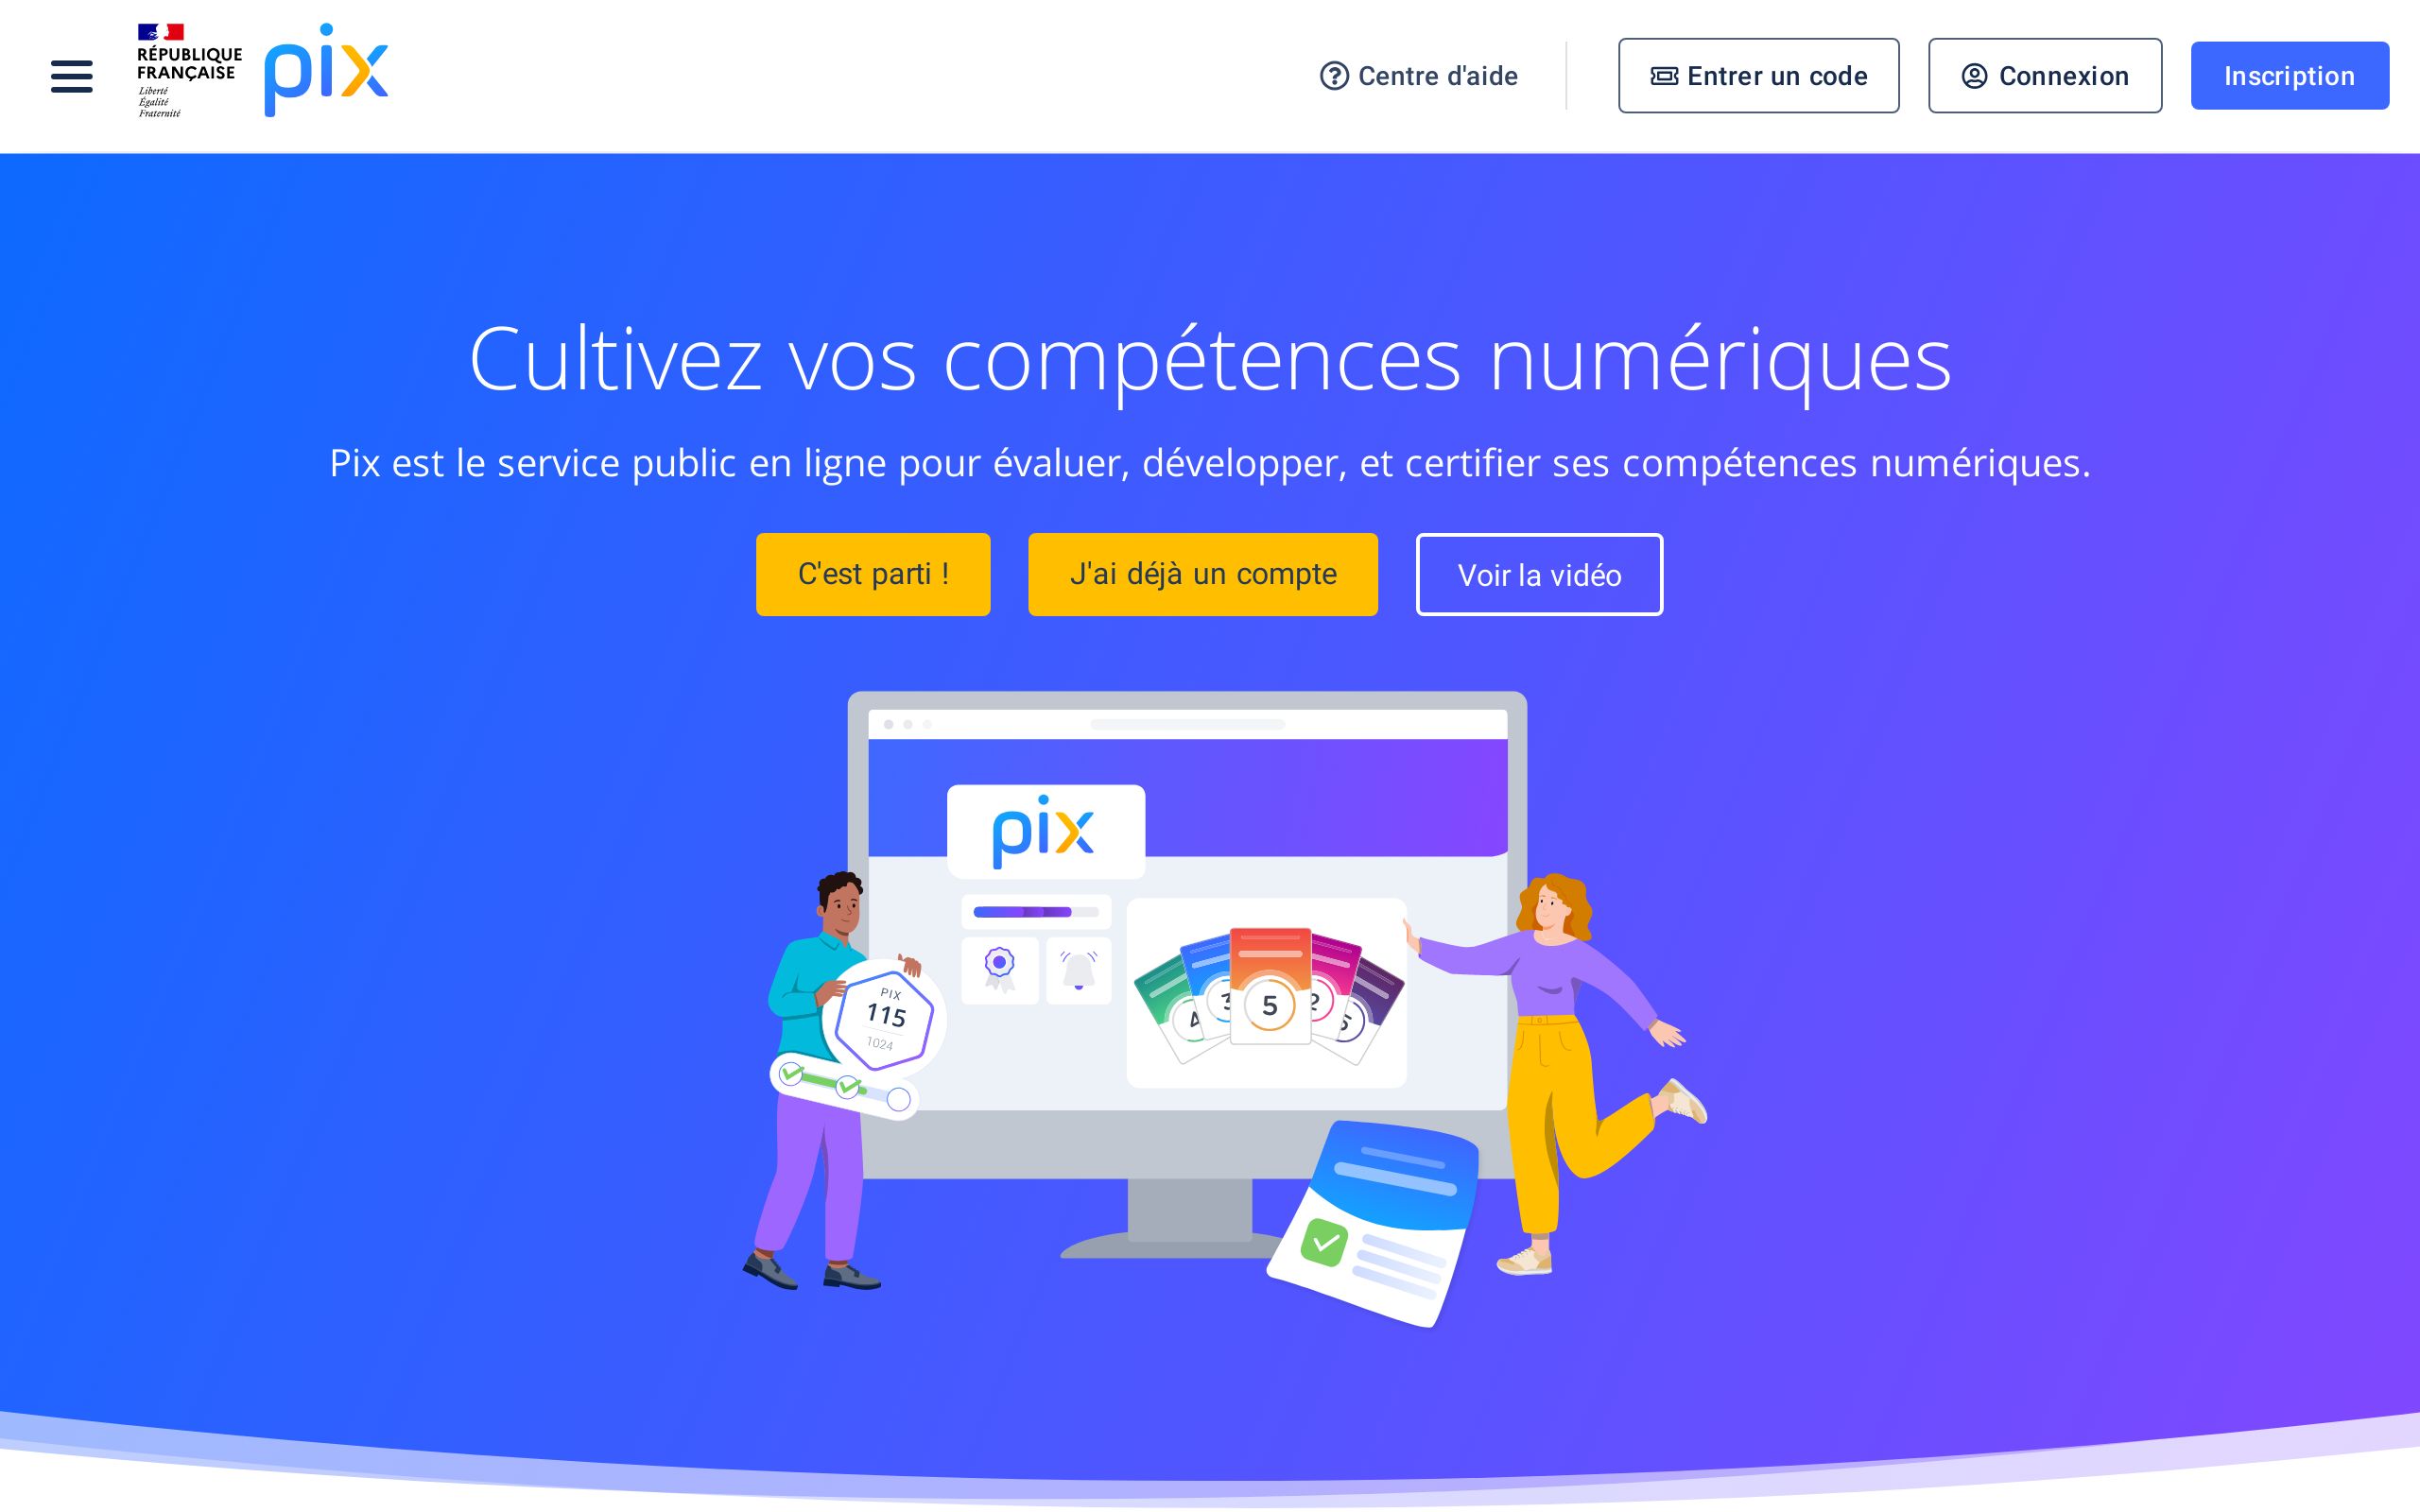 RÉPUBLIQUE
FRANÇAISE
Liberté
Égalité
Fraternité
pix
Centre d'aide
Entrer un code
Connexion
Inscription
Cultivez vos compétences numériques
Pix est le service public en ligne pour évaluer, développer, et certifier ses compétences numériques.
C'est parti !
J'ai déjà un compte
Voir la vidéo
pix
PIX
115
1024
4
3
5
2
5